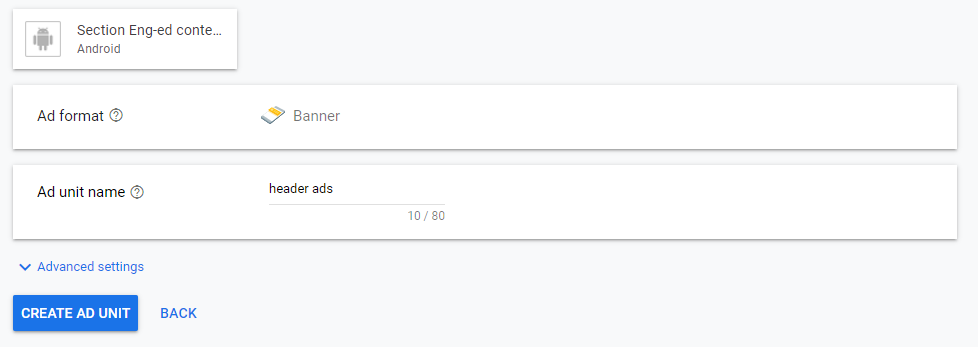 Section Eng-ed conte...
Android
Ad format
Banner
Ad unit name
header ads
10 / 80
Advanced settings
CREATE AD UNIT BACK